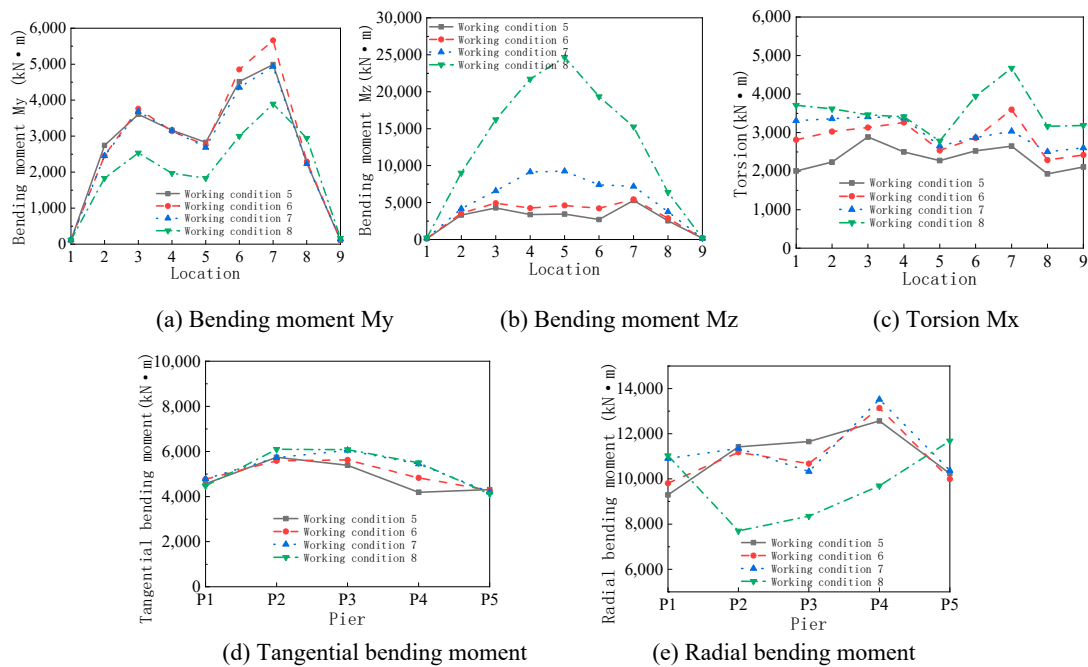 Bending moment My (kN·m)
6,000
5,000
4,000
3,000
2,000
1,000
0
Working condition 5
Working condition 6
Working condition 7
Working condition 8
1 2 3 4 5 6 7 8 9
Location
(a) Bending moment My
Bending moment Mz(kN·m)
30,000
25,000
20,000
15,000
10,000
5,000
0
Working condition 5
Working condition 6
Working condition 7
Working condition 8
1 2 3 4 5 6 7 8 9
Location
(b) Bending moment Mz
Torsion(kN·m)
6,000
5,000
4,000
3,000
2,000
1,000
0
Working condition 5
Working condition 6
Working condition 7
Working condition 8
1 2 3 4 5 6 7 8 9
Location
(c) Torsion Mx
Tangential bending moment(kN·m)
10,000
8,000
6,000
4,000
2,000
0
Working condition 5
Working condition 6
Working condition 7
Working condition 8
P1 P2 P3 P4 P5
Pier
(d) Tangential bending moment
Radial bending moment (kN·m)
14,000
12,000
10,000
8,000
6,000
Working condition 5
Working condition 6
Working condition 7
Working condition 8
P1 P2 P3 P4 P5
Pier
(e) Radial bending moment